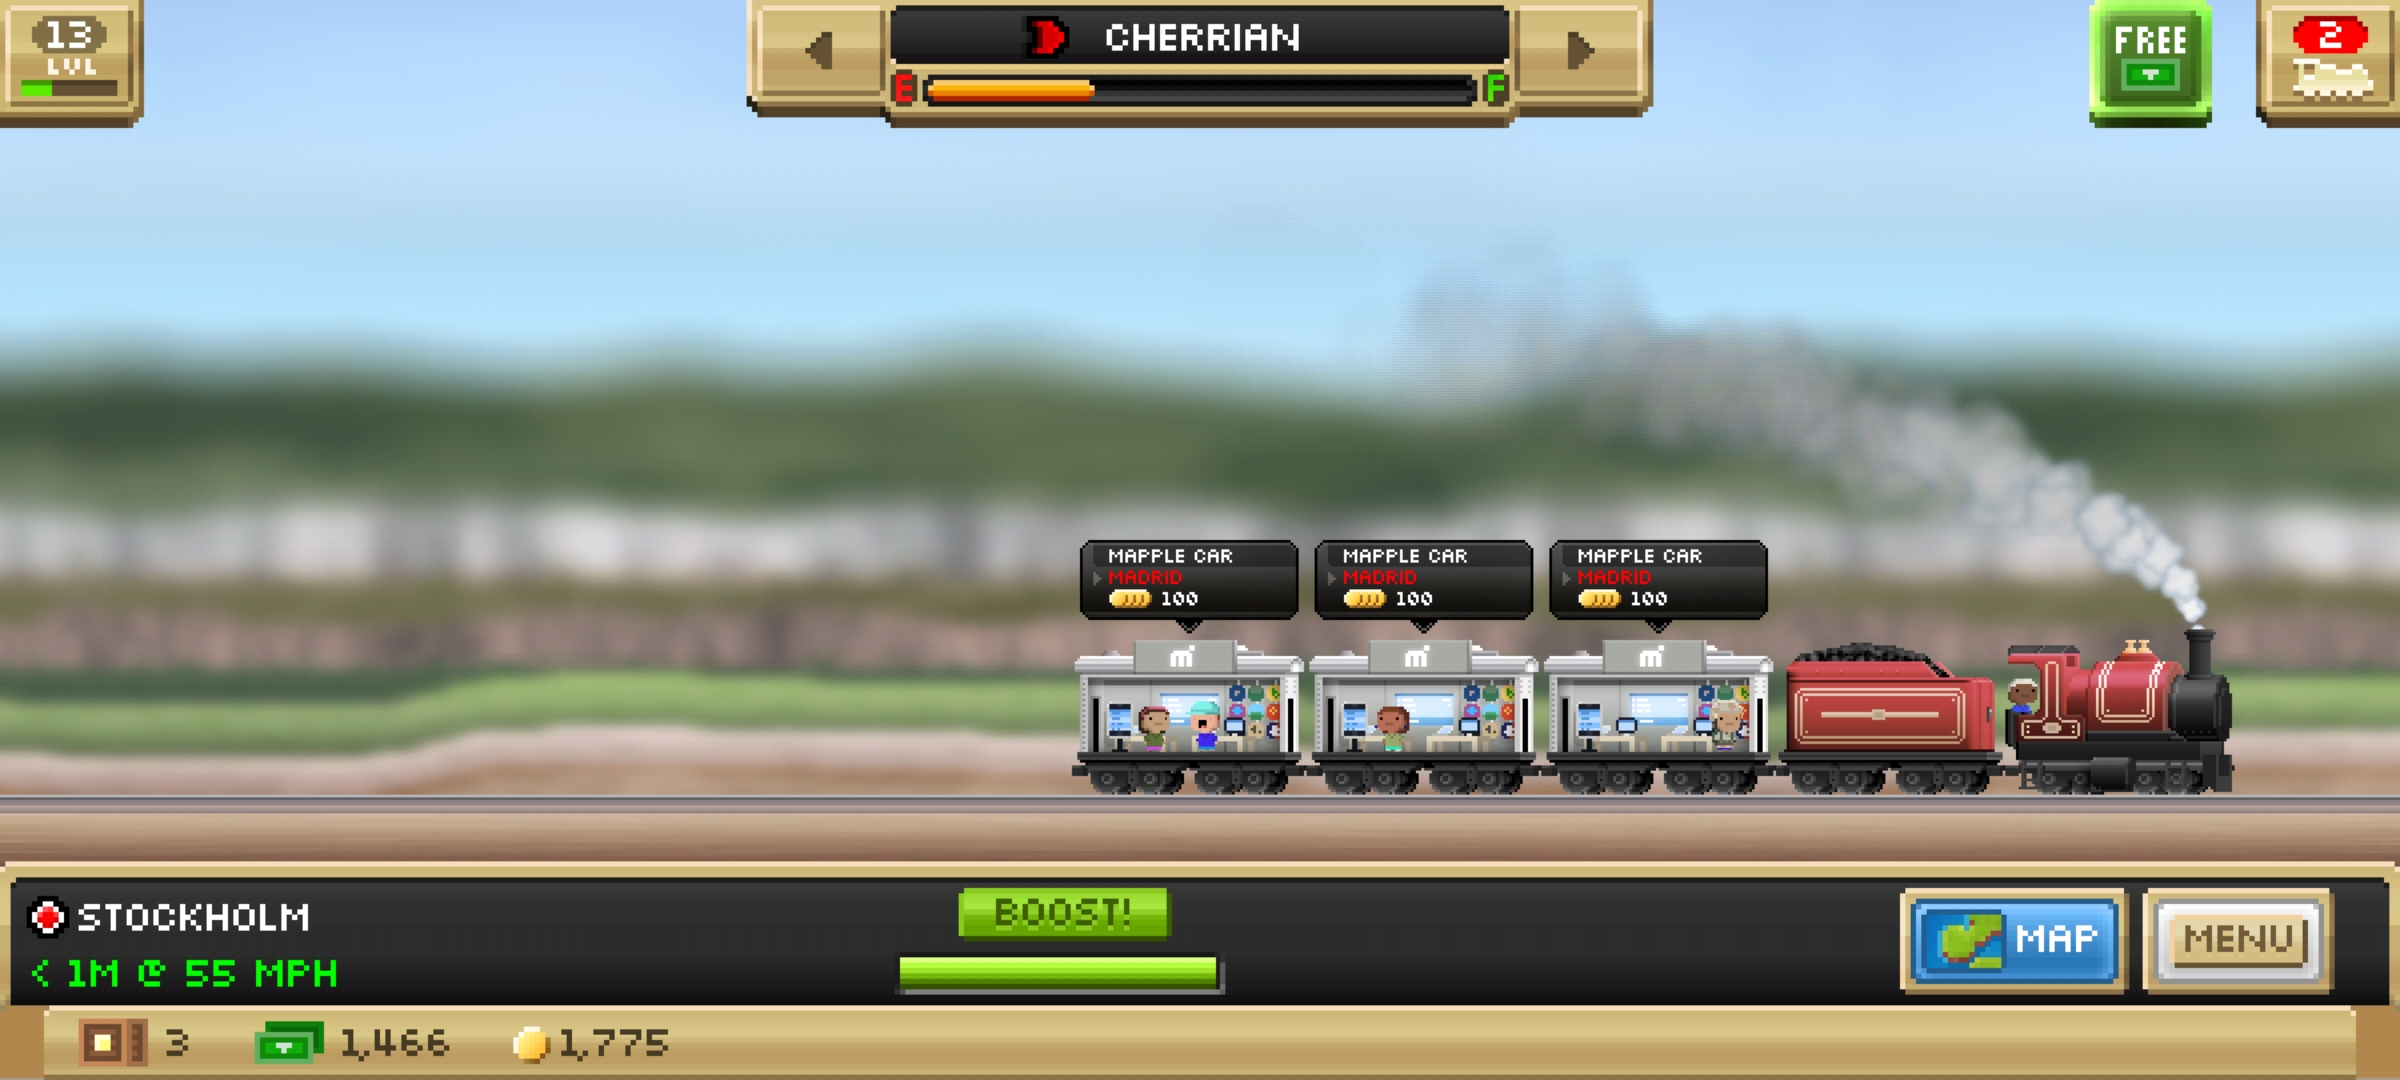 13
LVL
CHERRIAN
E
F
FREE
2
MAPPLE CAR
MADRID
100
MAPPLE CAR
MADRID
100
MAPPLE CAR
MADRID
100
m
m
m
STOCKHOLM
< 1M @ 55 MPH
BOOST!
MAP
MENU
3
1,466
1,775